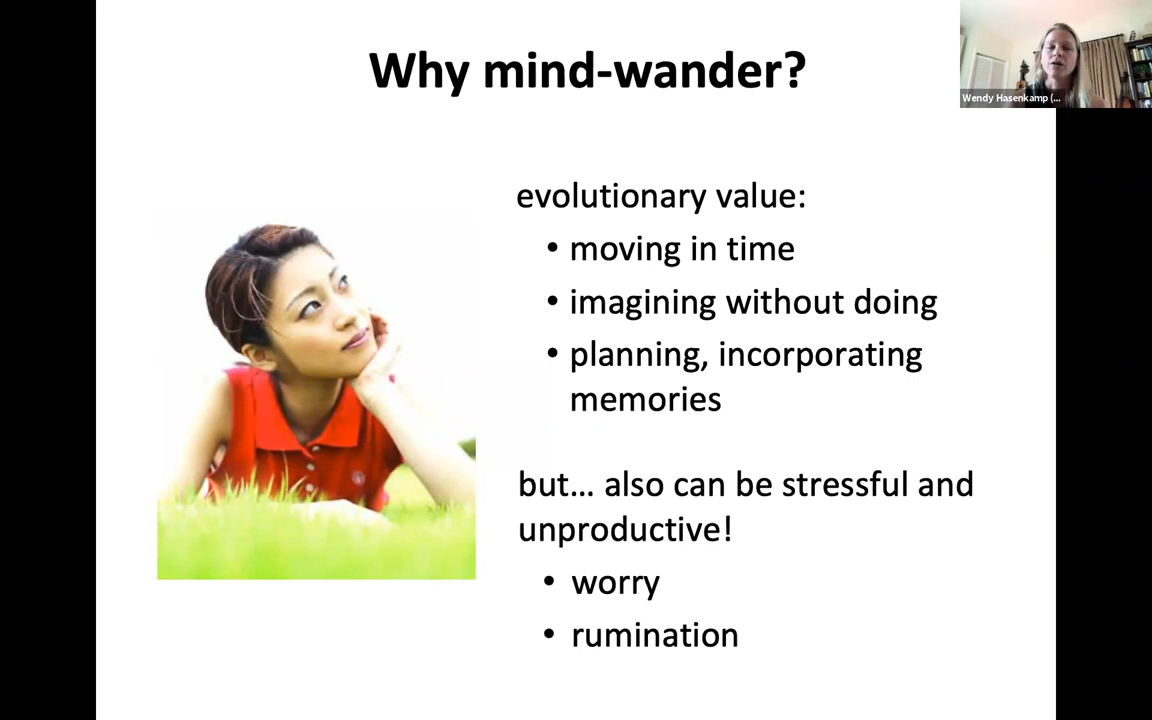 Why mind-wander?
Wendy Hasenkamp (...
evolutionary value:
• moving in time
• imagining without doing
• planning, incorporating
memories
but... also can be stressful and
unproductive!
• worry
• rumination